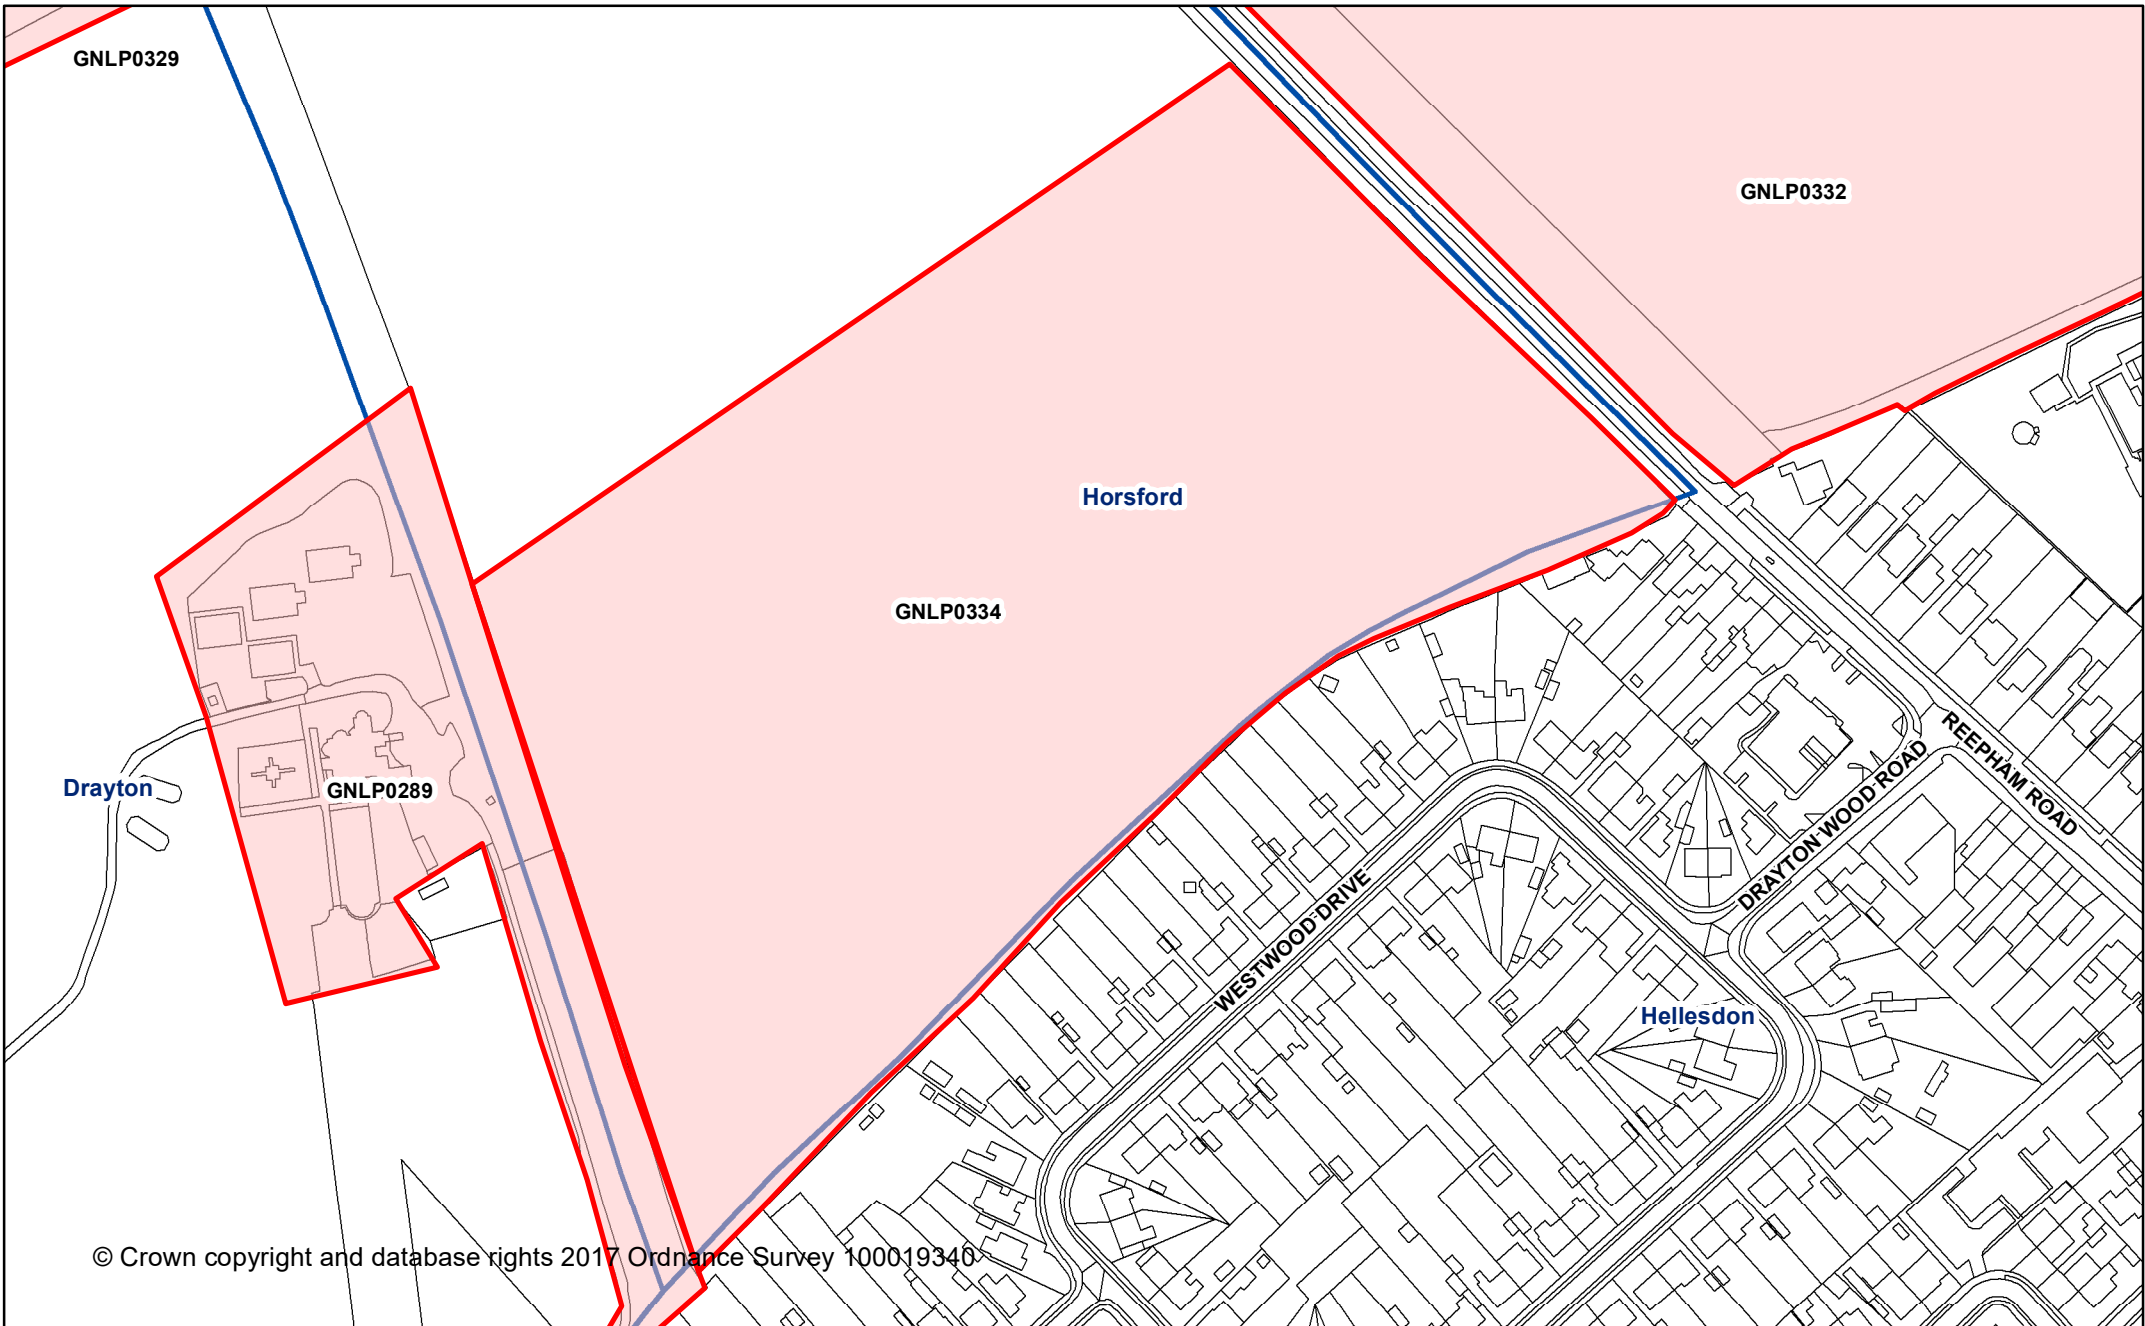 GNLP0329
GNLP0332
Horsford
GNLP0334
REEPHAM ROAD
DRAYTON WOOD ROAD
Drayton
GNLP0289
WESTWOOD DRIVE
Hellesdon
© Crown copyright and database rights 2017 Ordnance Survey 100019340